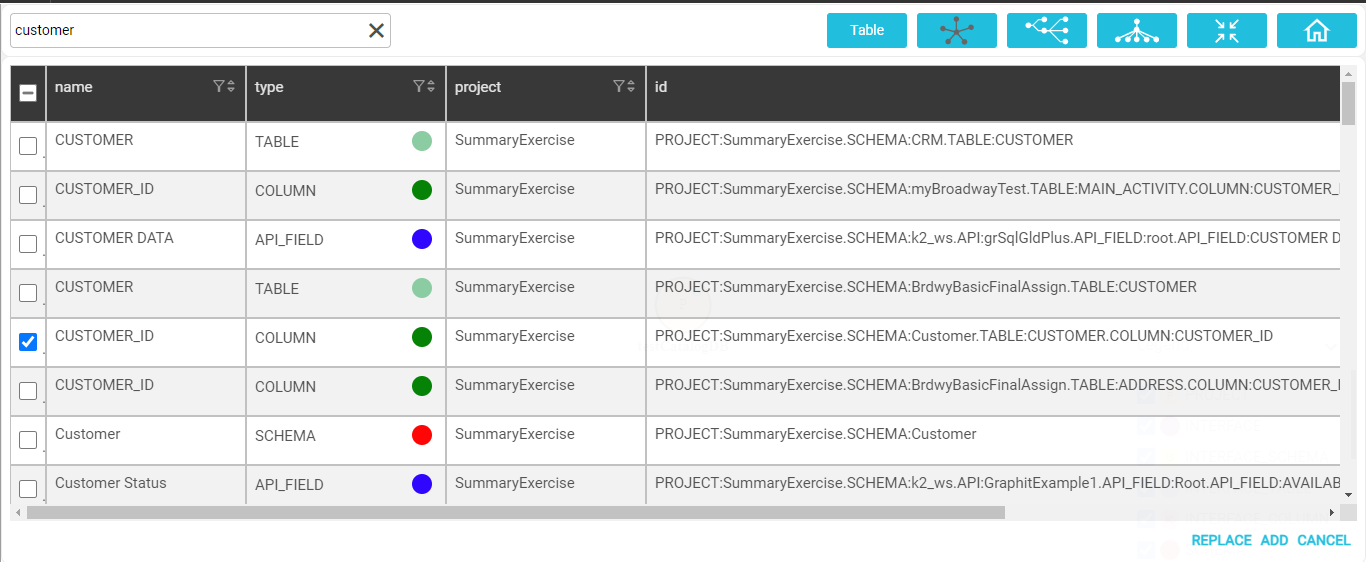 customer
Table
name type project id
CUSTOMER TABLE SummaryExercise PROJECT:SummaryExercise.SCHEMA:CRM.TABLE:CUSTOMER
CUSTOMER_ID COLUMN SummaryExercise PROJECT:SummaryExercise.SCHEMA:myBroadwayTest.TABLE:MAIN_ACTIVITY.COLUMN:CUSTOMER_
CUSTOMER DATA API_FIELD SummaryExercise PROJECT:SummaryExercise.SCHEMA:k2_ws.API:grSqlGldPlus.API_FIELD:root.API_FIELD:CUSTOMER D
CUSTOMER TABLE SummaryExercise PROJECT:SummaryExercise.SCHEMA:BrdwyBasicFinalAssign.TABLE:CUSTOMER
CUSTOMER_ID COLUMN SummaryExercise PROJECT:SummaryExercise.SCHEMA:Customer.TABLE:CUSTOMER.COLUMN:CUSTOMER_ID
CUSTOMER_ID COLUMN SummaryExercise PROJECT:SummaryExercise.SCHEMA:BrdwyBasicFinalAssign.TABLE:ADDRESS.COLUMN:CUSTOMER_
Customer SCHEMA SummaryExercise PROJECT:SummaryExercise.SCHEMA:Customer
Customer Status API_FIELD SummaryExercise PROJECT:SummaryExercise.SCHEMA:k2_ws.API:GraphitExample1.API_FIELD:Root.API_FIELD:AVAILAB
REPLACE ADD CANCEL